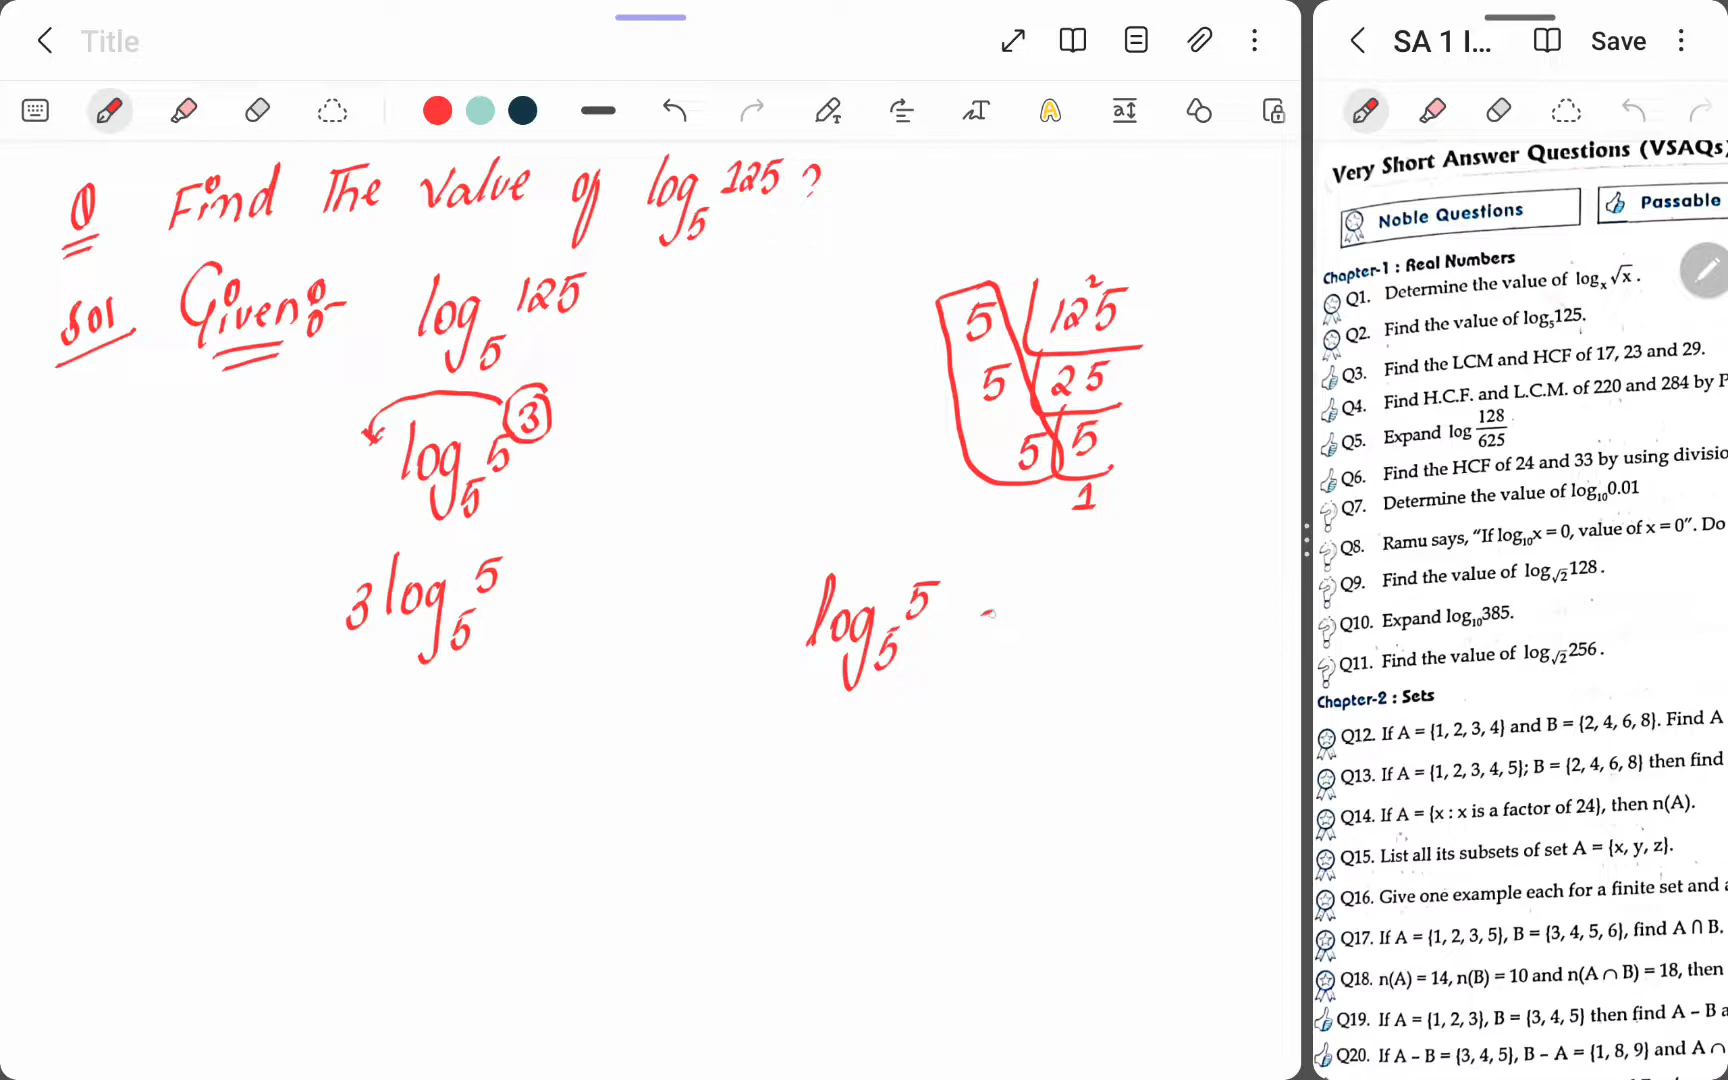 Title
SA 1 I...
Save
Q Find The Value of log₅ 125 ?
Sol Given:- log₅ 125
log₅ 5³
3 log₅ 5
5 | 125
5 | 25
5 | 5
1
log₅ 5 -
Very Short Answer Questions (VSAQs)
Noble Questions
Passable
Chapter-1 : Real Numbers
Q1. Determine the value of logₓ √x .
Q2. Find the value of log₅125.
Q3. Find the LCM and HCF of 17, 23 and 29.
Q4. Find H.C.F. and L.C.M. of 220 and 284 by P
Q5. Expand log 128/625
Q6. Find the HCF of 24 and 33 by using divisio
Q7. Determine the value of log₁₀0.01
Q8. Ramu says, “If log₁₀x = 0, value of x = 0”. Do
Q9. Find the value of log√2 128 .
Q10. Expand log₁₀385.
Q11. Find the value of log√2 256 .
Chapter-2 : Sets
Q12. If A = {1, 2, 3, 4} and B = {2, 4, 6, 8}. Find A
Q13. If A = {1, 2, 3, 4, 5}; B = {2, 4, 6, 8} then find
Q14. If A = {x : x is a factor of 24}, then n(A).
Q15. List all its subsets of set A = {x, y, z}.
Q16. Give one example each for a finite set and a
Q17. If A = {1, 2, 3, 5}, B = {3, 4, 5, 6}, find A ∩ B.
Q18. n(A) = 14, n(B) = 10 and n(A ∩ B) = 18, then
Q19. If A = {1, 2, 3}, B = {3, 4, 5} then find A – B a
Q20. If A – B = {3, 4, 5}, B – A = {1, 8, 9} and A ∩